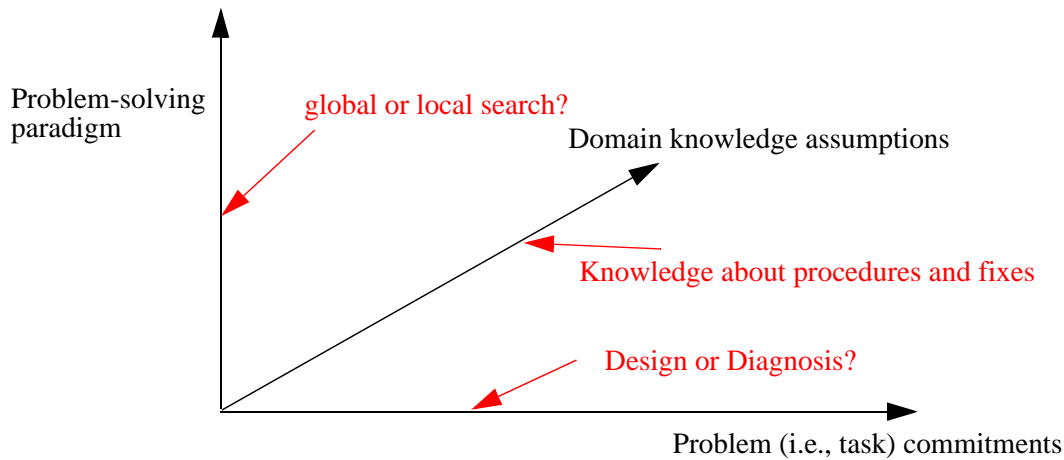 Problem-solving
paradigm
global or local search?
Domain knowledge assumptions
Knowledge about procedures and fixes
Design or Diagnosis?
Problem (i.e., task) commitments